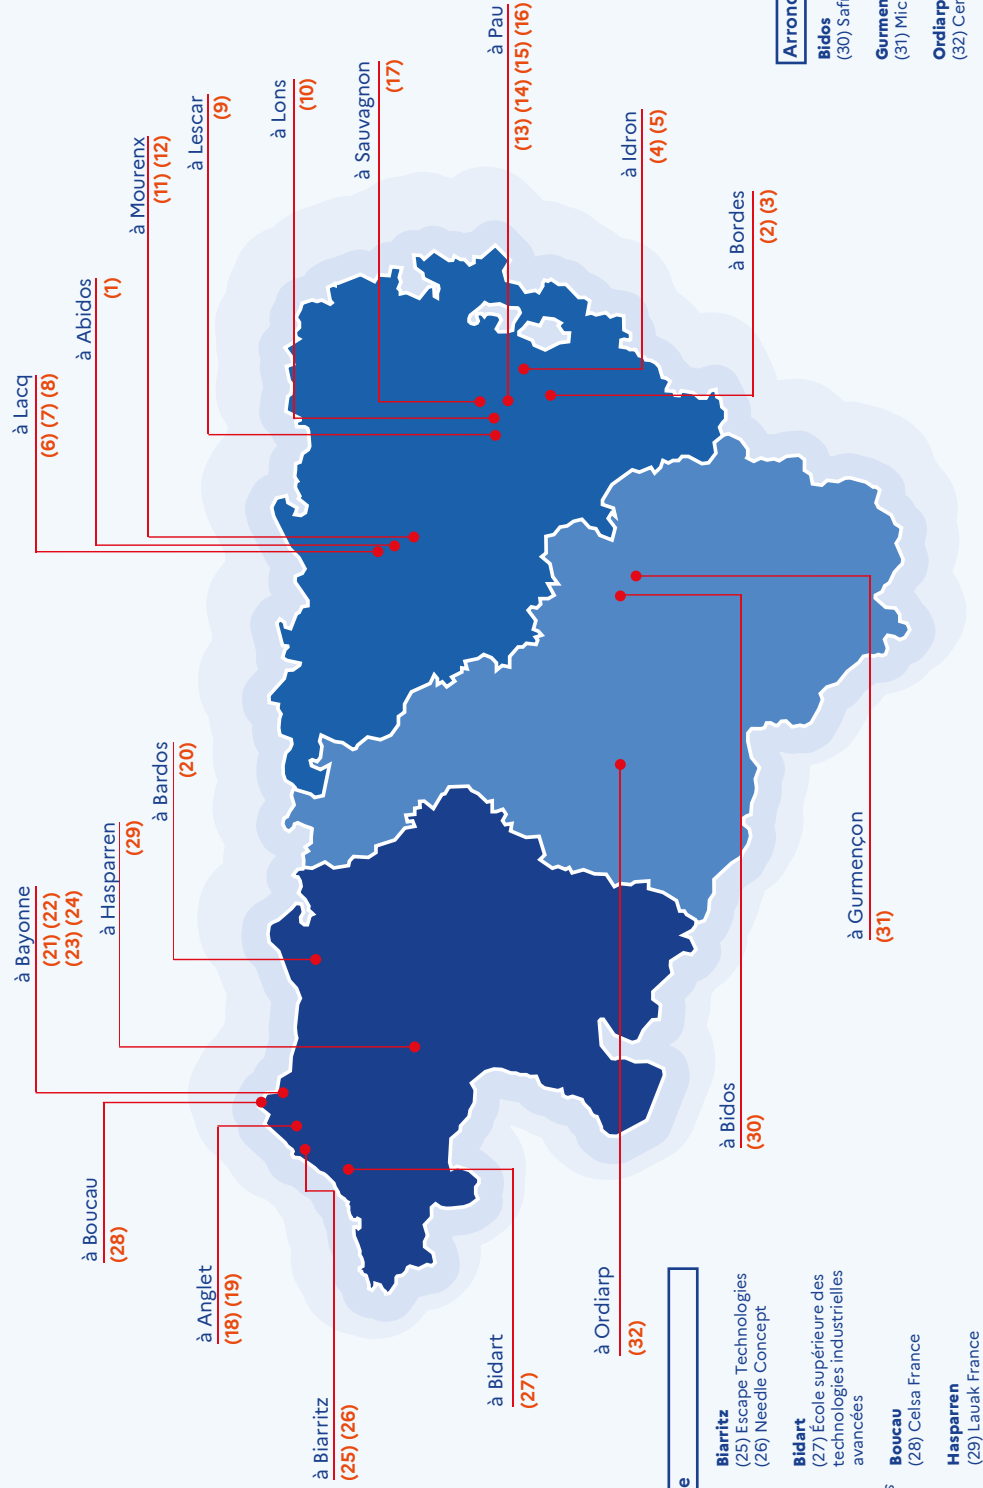 à Bayonne
(21) (22)
(23) (24)
à Lacq
(6) (7) (8)
à Boucau
(28)
à Abidos
(1)
à Hasparren
(29)
à Mourenx
(11) (12)
à Bardos
(20)
à Lescar
(9)
à Anglet
(18) (19)
à Lons
(10)
à Biarritz
(25) (26)
à Sauvagnon
(17)
à Bidart
(27)
à Pau
(13) (14) (15) (16)
à Ordiarp
(32)
à Idron
(4) (5)
à Bidos
(30)
à Bordes
(2) (3)
à Gurmençon
(31)
e
Biarritz
(25) Escape Technologies
(26) Needle Concept
Bidart
(27) École supérieure des
technologies industrielles
avancées
Boucau
(28) Celsa France
Hasparren
(29) Lauak France
s
Bidos
(30)
Gurmen
(31) Mic
Ordiarp
(32) Cer